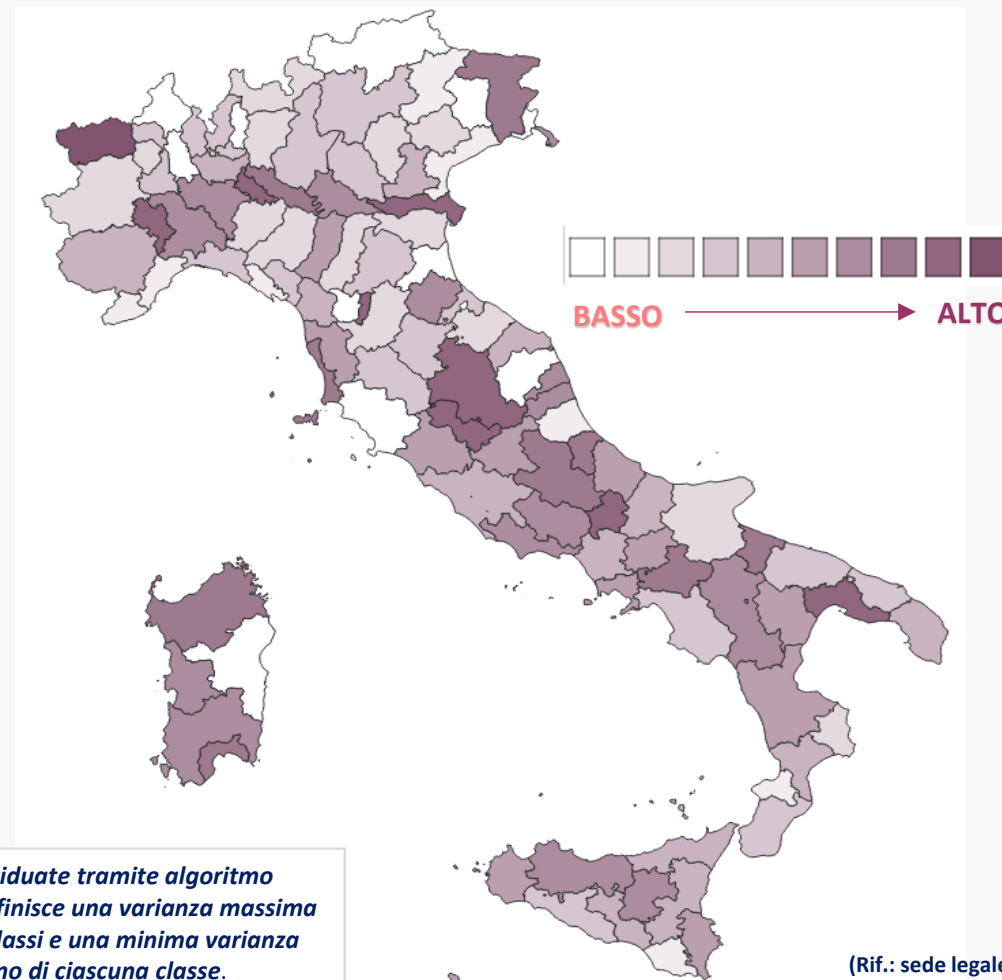 BASSO
ALTO
iduate tramite algoritmo
finisce una varianza massima
lassi e una minima varianza
no di ciascuna classe.
(Rif.: sede legale